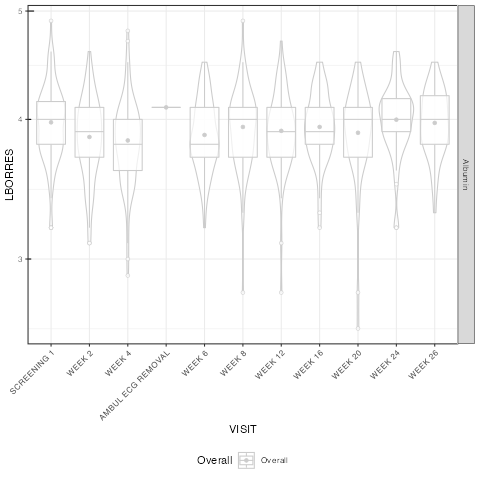 5
4
3
LBORRES
Albumin
SCREENING 1
WEEK 2
WEEK 4
AMBUL ECG REMOVAL
WEEK 6
WEEK 8
WEEK 12
WEEK 16
WEEK 20
WEEK 24
WEEK 26
VISIT
Overall Overall